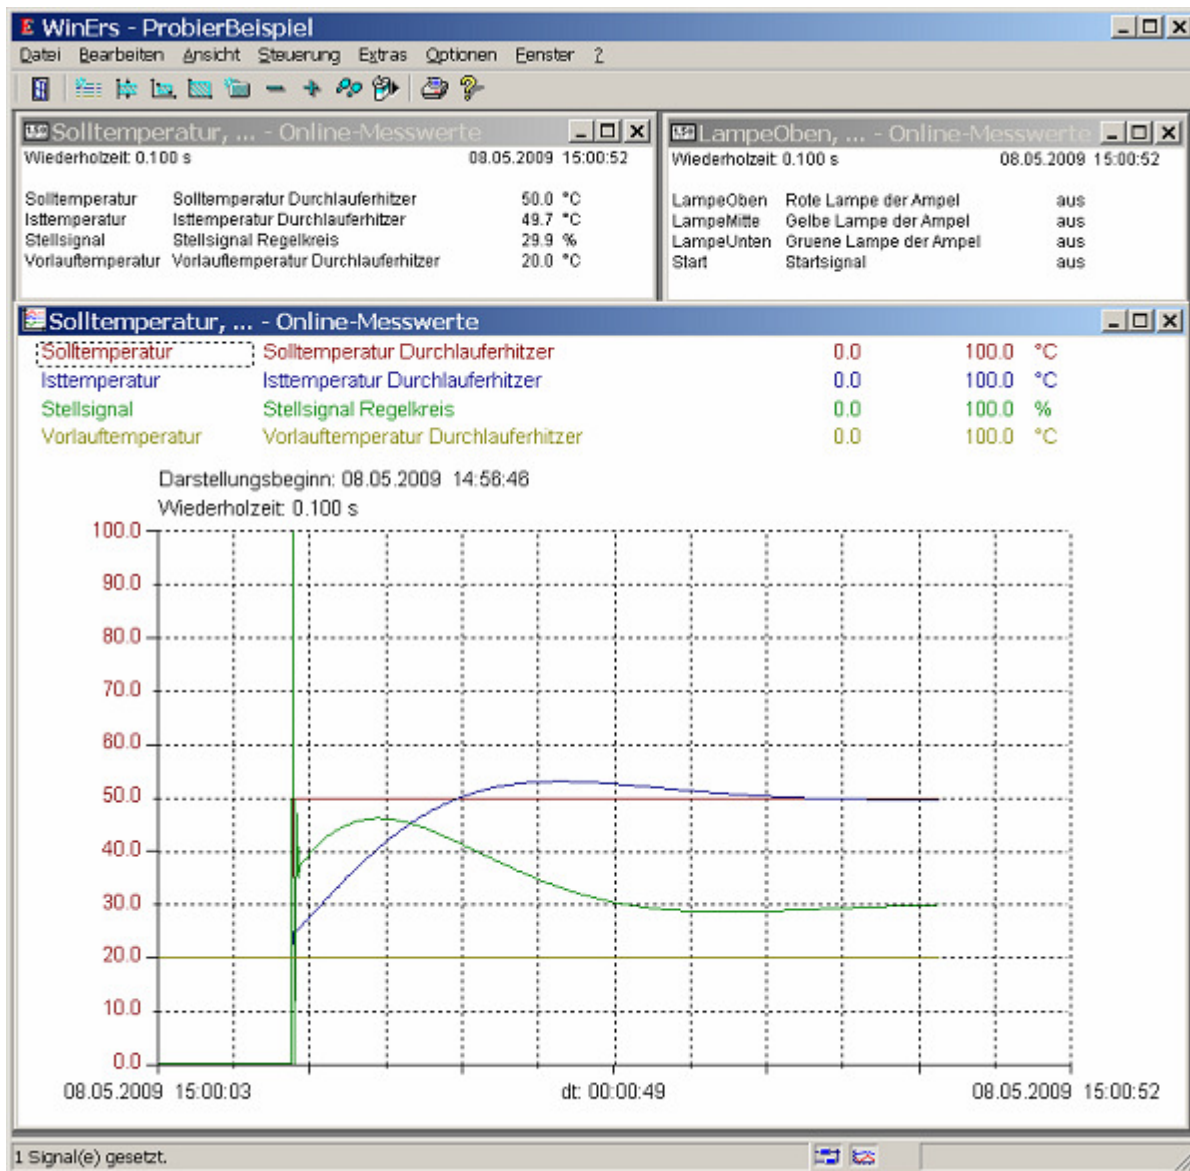 WinErs - ProbierBeispiel
Datei Bearbeiten Ansicht Steuerung Extras Optionen Fenster ?
Solltemperatur, ... - Online-Messwerte
Wiederholzeit: 0.100 s 08.05.2009 15:00:52
Solltemperatur Solltemperatur Durchlauferhitzer 50.0 °C
Isttemperatur Isttemperatur Durchlauferhitzer 49.7 °C
Stellsignal Stellsignal Regelkreis 29.9 %
Vorlauftemperatur Vorlauftemperatur Durchlauferhitzer 20.0 °C
LampeOben, ... - Online-Messwerte
Wiederholzeit: 0.100 s 08.05.2009 15:00:52
LampeOben Rote Lampe der Ampel aus
LampeMitte Gelbe Lampe der Ampel aus
LampeUnten Gruene Lampe der Ampel aus
Start Startsignal aus
Solltemperatur, ... - Online-Messwerte
Solltemperatur Solltemperatur Durchlauferhitzer 0.0 100.0 °C
Isttemperatur Isttemperatur Durchlauferhitzer 0.0 100.0 °C
Stellsignal Stellsignal Regelkreis 0.0 100.0 %
Vorlauftemperatur Vorlauftemperatur Durchlauferhitzer 0.0 100.0 °C
Darstellungsbeginn: 08.05.2009 14:56:46
Wiederholzeit: 0.100 s
100.0
90.0
80.0
70.0
60.0
50.0
40.0
30.0
20.0
10.0
0.0
08.05.2009 15:00:03 dt: 00:00:49 08.05.2009 15:00:52
1 Signal(e) gesetzt.